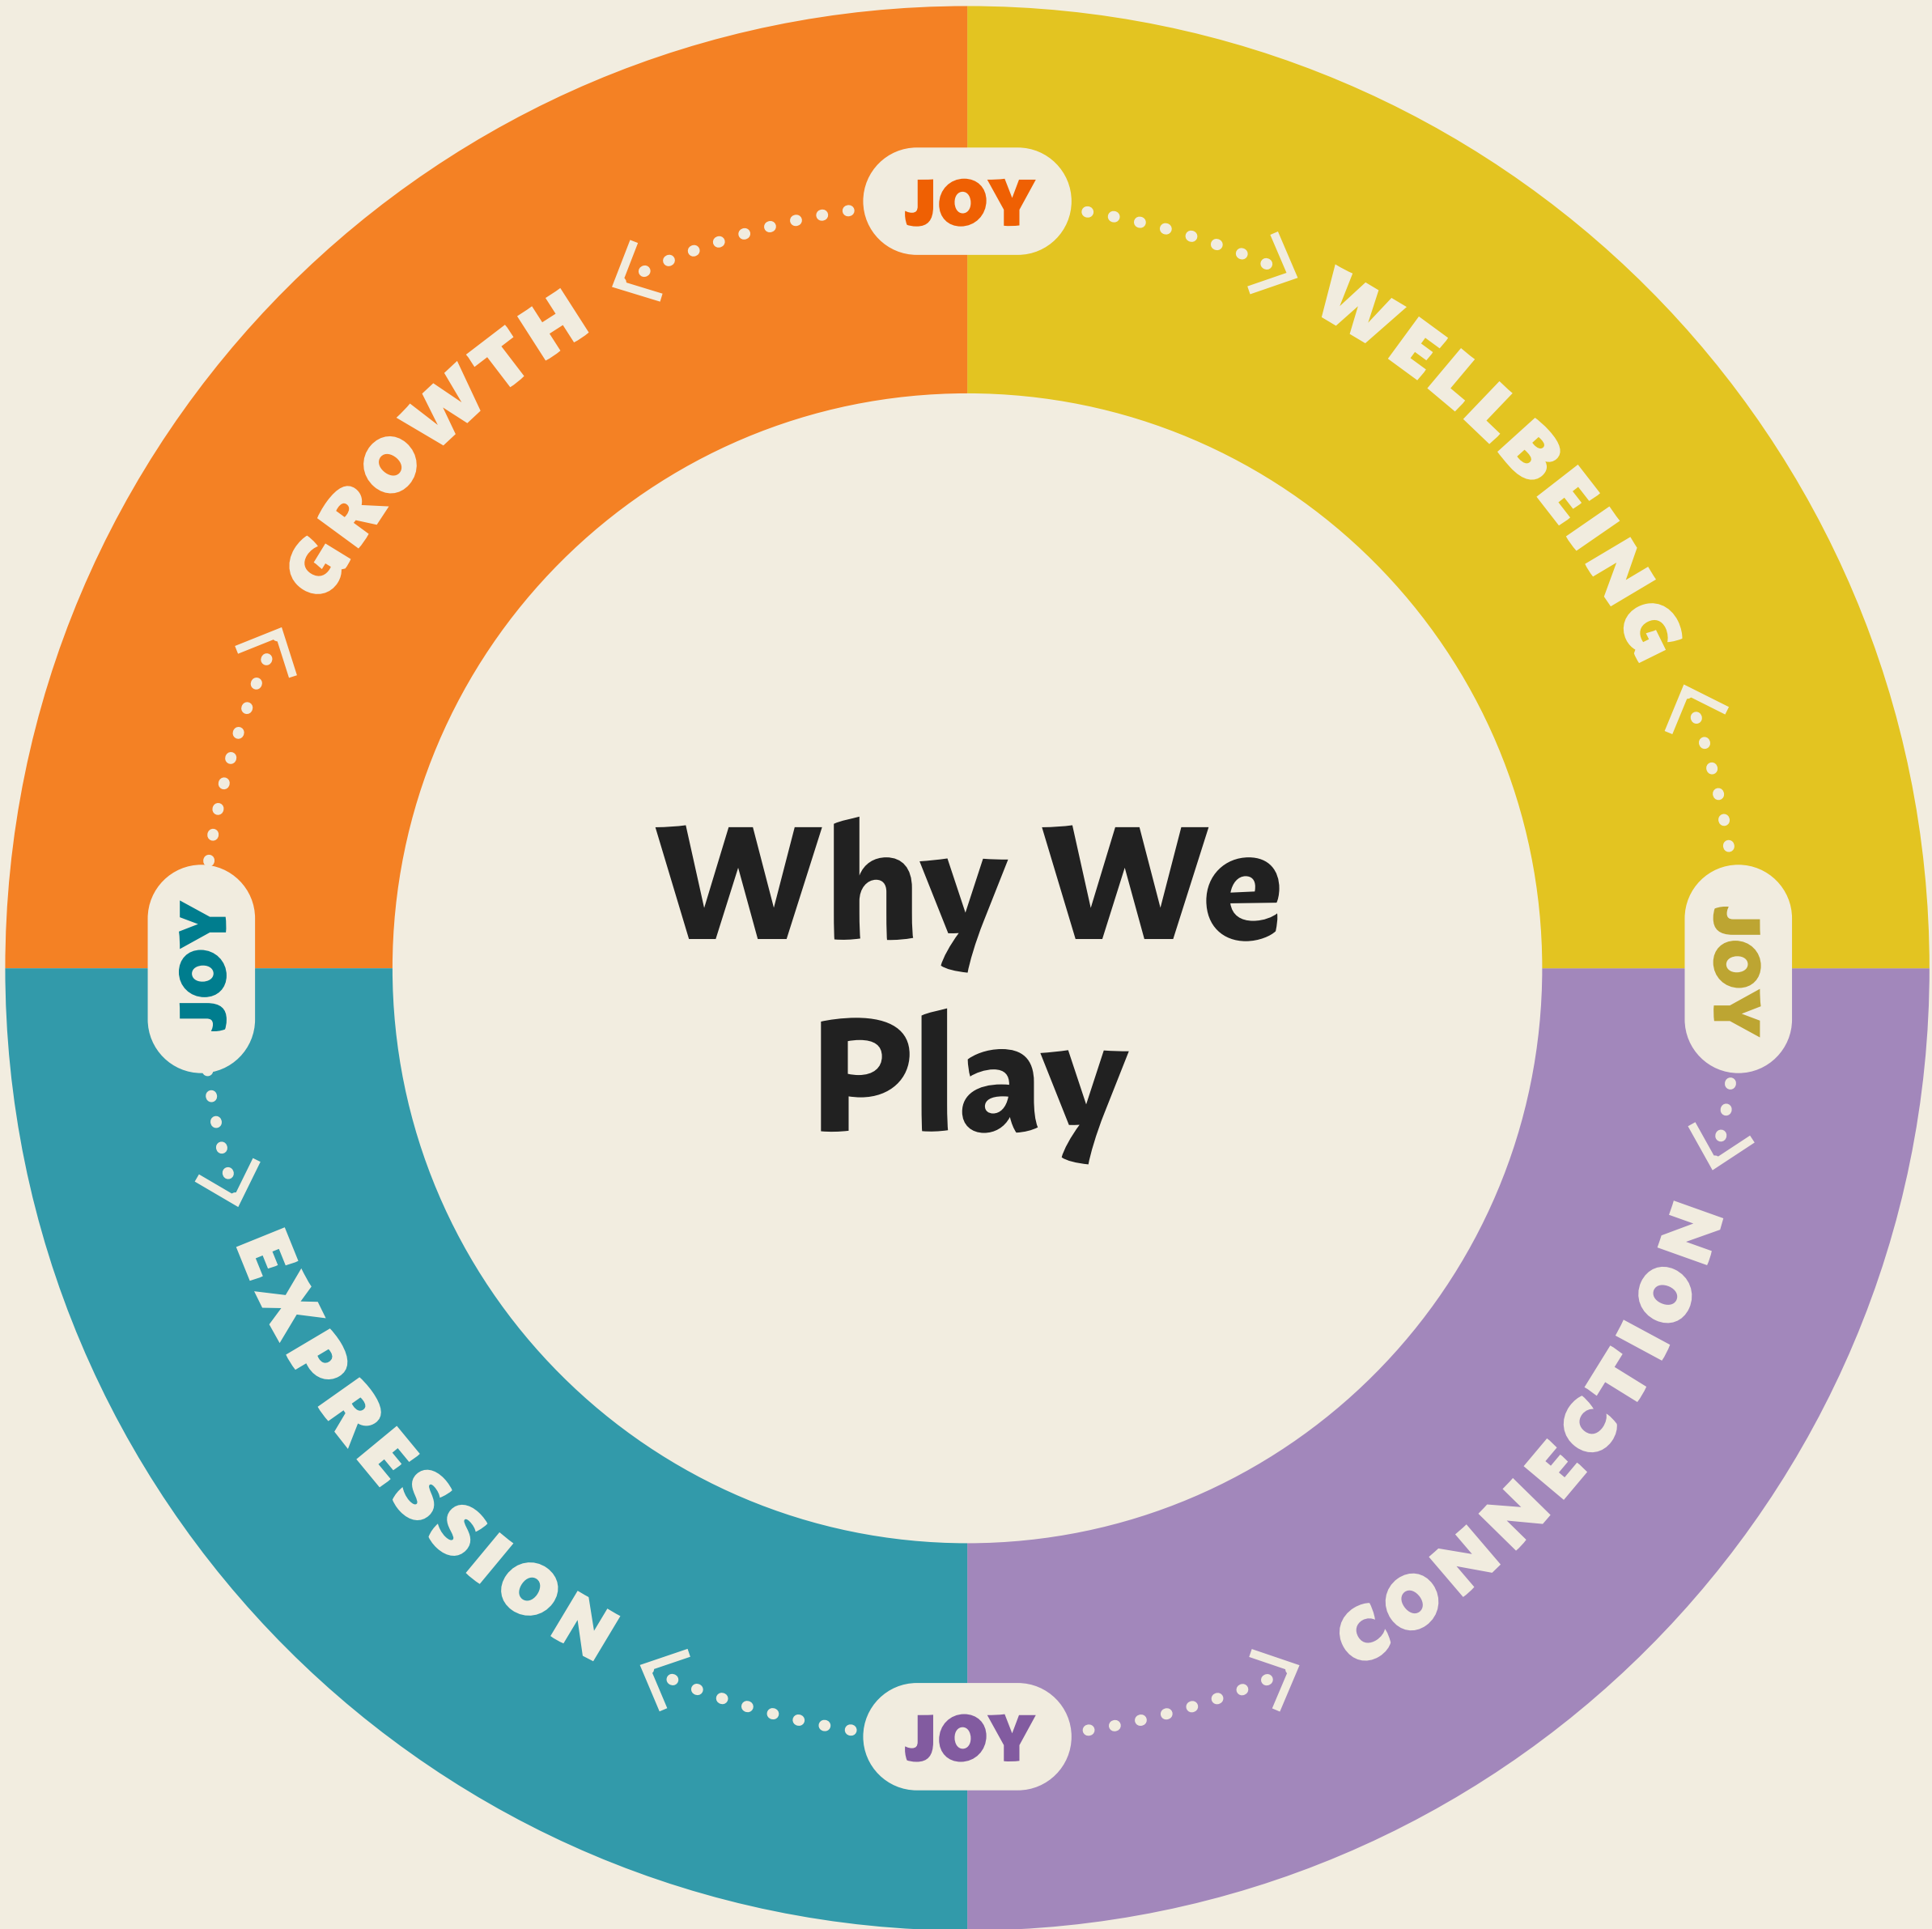 JOY
GROWTH
WELLBEING
Why We
Play
JOY
JOY
EXPRESSION
CONNECTION
JOY